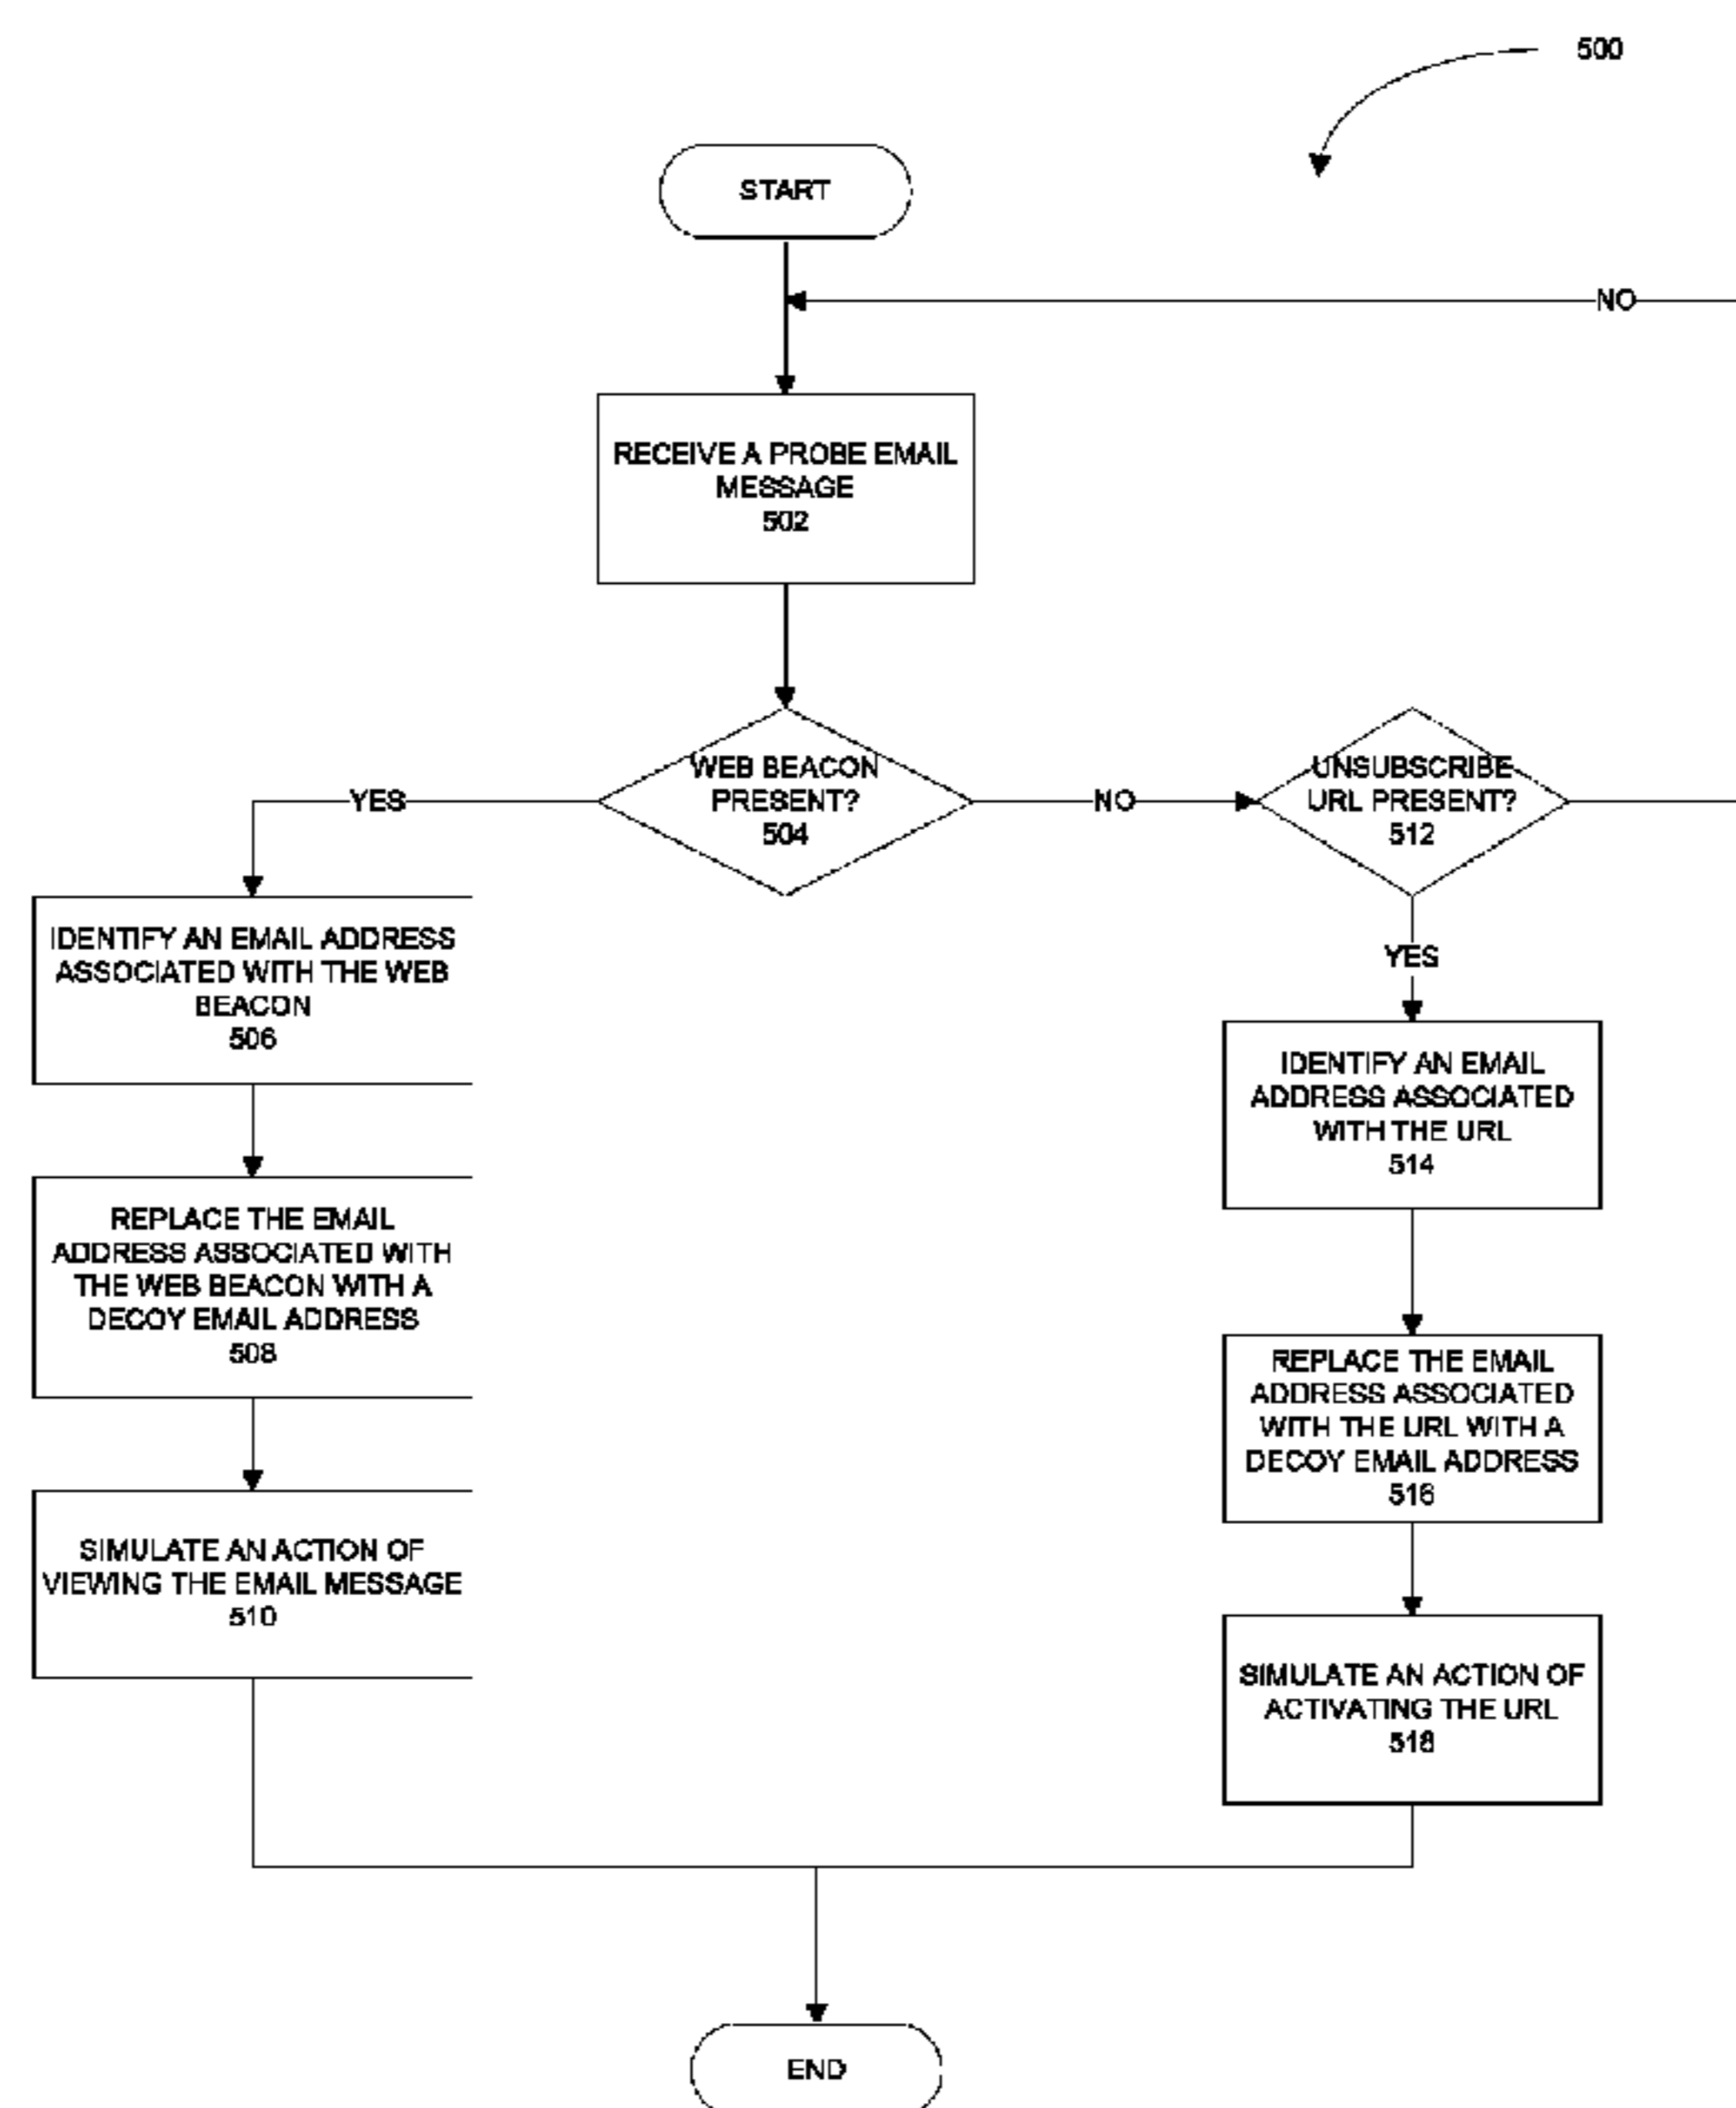 500
START
NO
RECEIVE A PROBE EMAIL
MESSAGE
502
WEB BEACON
PRESENT?
504
YES
NO
UNSUBSCRIBE
URL PRESENT?
512
YES
IDENTIFY AN EMAIL ADDRESS
ASSOCIATED WITH THE WEB
BEACON
506
REPLACE THE EMAIL
ADDRESS ASSOCIATED WITH
THE WEB BEACON WITH A
DECOY EMAIL ADDRESS
508
SIMULATE AN ACTION OF
VIEWING THE EMAIL MESSAGE
510
IDENTIFY AN EMAIL
ADDRESS ASSOCIATED
WITH THE URL
514
REPLACE THE EMAIL
ADDRESS ASSOCIATED
WITH THE URL WITH A
DECOY EMAIL ADDRESS
516
SIMULATE AN ACTION OF
ACTIVATING THE URL
518
END